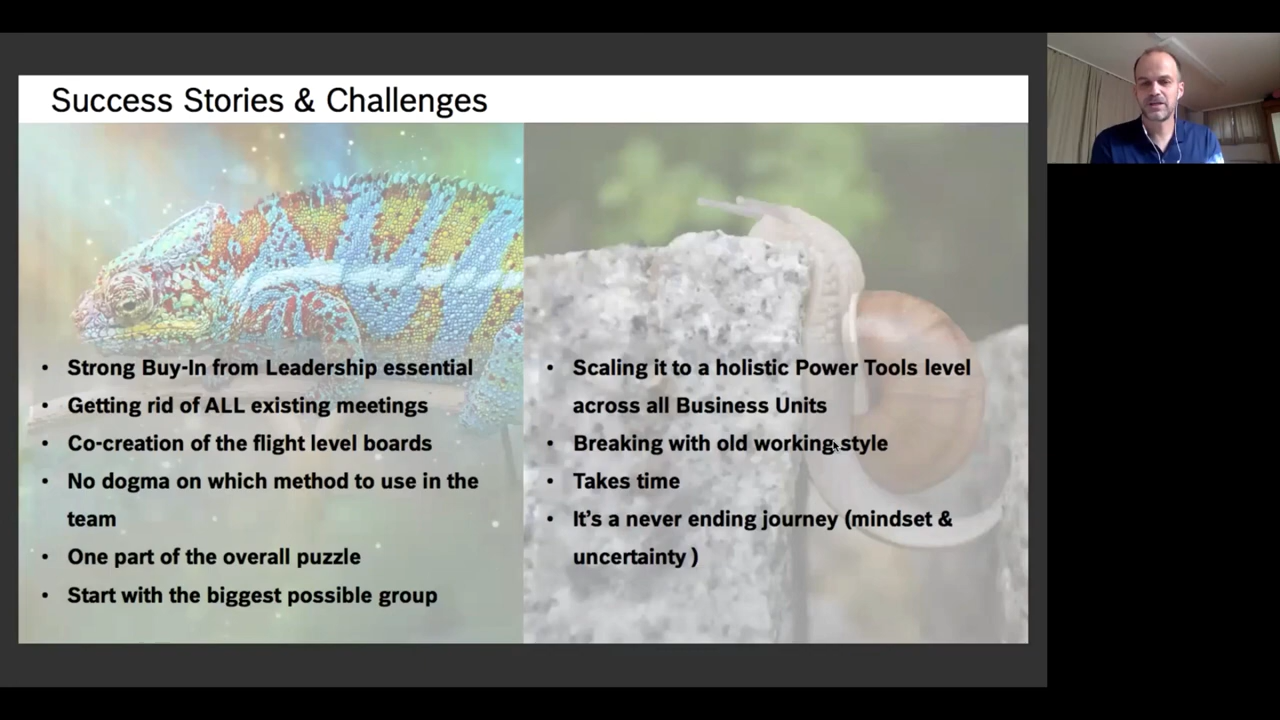 Success Stories & Challenges
• Strong Buy-In from Leadership essential
• Getting rid of ALL existing meetings
• Co-creation of the flight level boards
• No dogma on which method to use in the
team
• One part of the overall puzzle
• Start with the biggest possible group
• Scaling it to a holistic Power Tools level
across all Business Units
• Breaking with old working style
• Takes time
• It’s a never ending journey (mindset &
uncertainty )